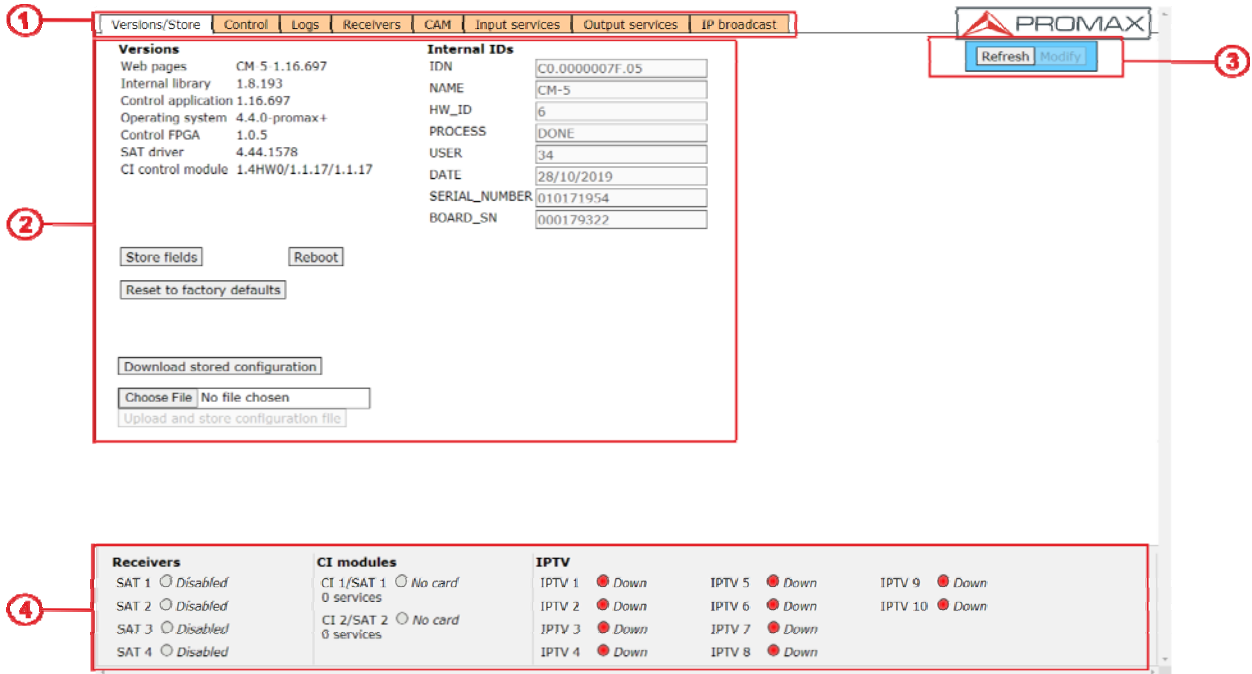 1
Versions/Store Control Logs Receivers CAM Input services Output services IP broadcast
PROMAX
Refresh Modify
3
2
Versions
Web pages CM-5-1.16.697
Internal library 1.8.193
Control application 1.16.697
Operating system 4.4.0-promax+
Control FPGA 1.0.5
SAT driver 4.44.1578
CI control module 1.4HW0/1.1.17/1.1.17
Internal IDs
IDN C0.0000007F.05
NAME CM-5
HW_ID 6
PROCESS DONE
USER 34
DATE 28/10/2019
SERIAL_NUMBER 010171954
BOARD_SN 000179322
Store fields Reboot
Reset to factory defaults
Download stored configuration
Choose File No file chosen
Upload and store configuration file
4
Receivers
SAT 1 Disabled
SAT 2 Disabled
SAT 3 Disabled
SAT 4 Disabled
CI modules
CI 1/SAT 1 No card
0 services
CI 2/SAT 2 No card
0 services
IPTV
IPTV 1 Down
IPTV 2 Down
IPTV 3 Down
IPTV 4 Down
IPTV 5 Down
IPTV 6 Down
IPTV 7 Down
IPTV 8 Down
IPTV 9 Down
IPTV 10 Down